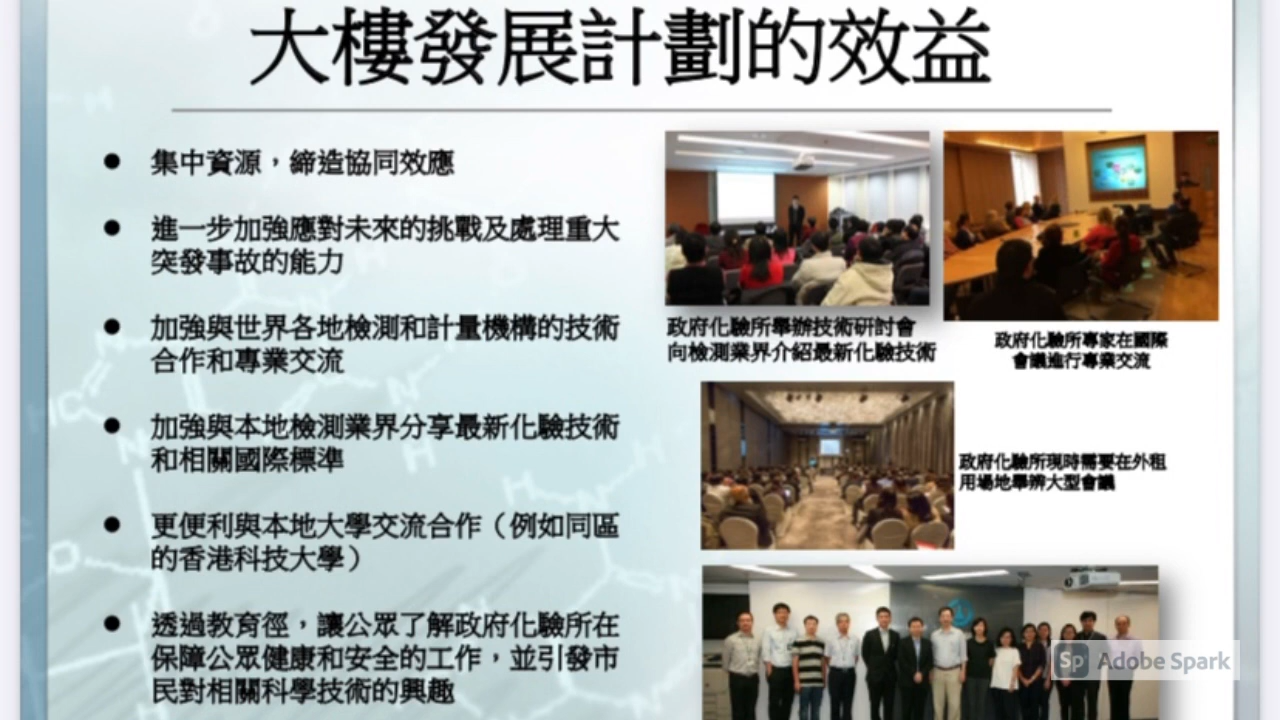 大樓發展計劃的效益
集中資源，締造協同效應
進一步加強應對未來的挑戰及處理重大
突發事故的能力
加強與世界各地檢測和計量機構的技術
合作和專業交流
加強與本地檢測業界分享最新化驗技術
和相關國際標準
更便利與本地大學交流合作（例如同區
的香港科技大學）
透過教育徑，讓公眾了解政府化驗所在
保障公眾健康和安全的工作，並引發市
民對相關科學技術的興趣
政府化驗所舉辦技術研討會
向檢測業界介紹最新化驗技術
政府化驗所專家在國際
會議進行專業交流
政府化驗所現時需要在外租
用場地舉辦大型會議
Sp Adobe Spark